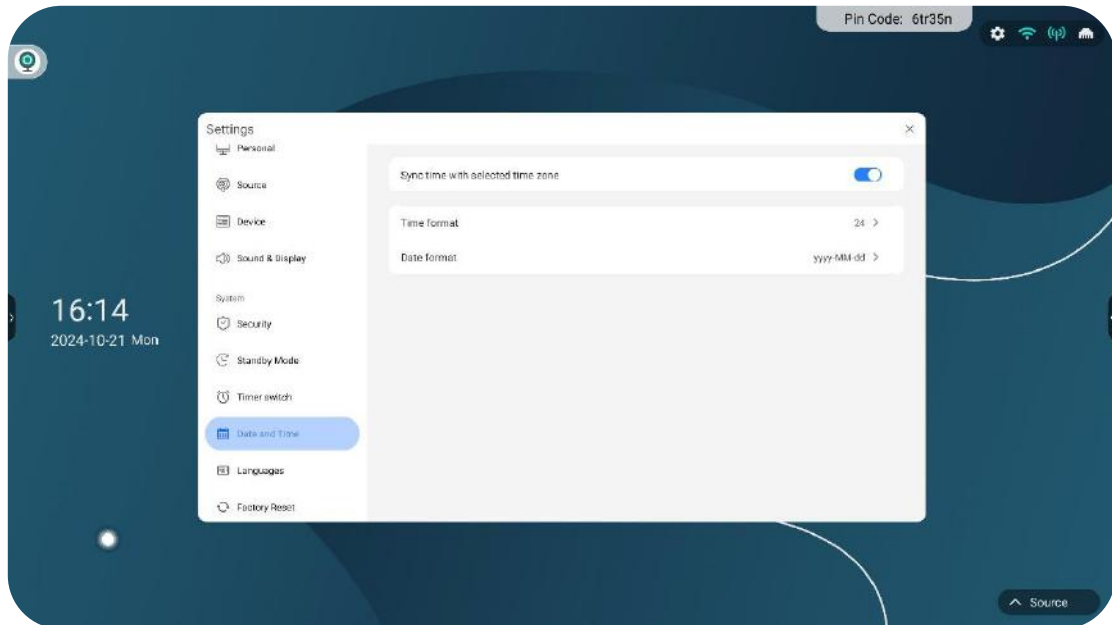 Pin Code: 6tr35n
Settings
Personal
Source
Device
Sound & Display
System
Security
Standby Mode
Timer switch
Date and Time
Languages
Factory Reset
Sync time with selected time zone
Time format 24
Date format yyyy-MM-dd
16:14
2024-10-21 Mon
Source